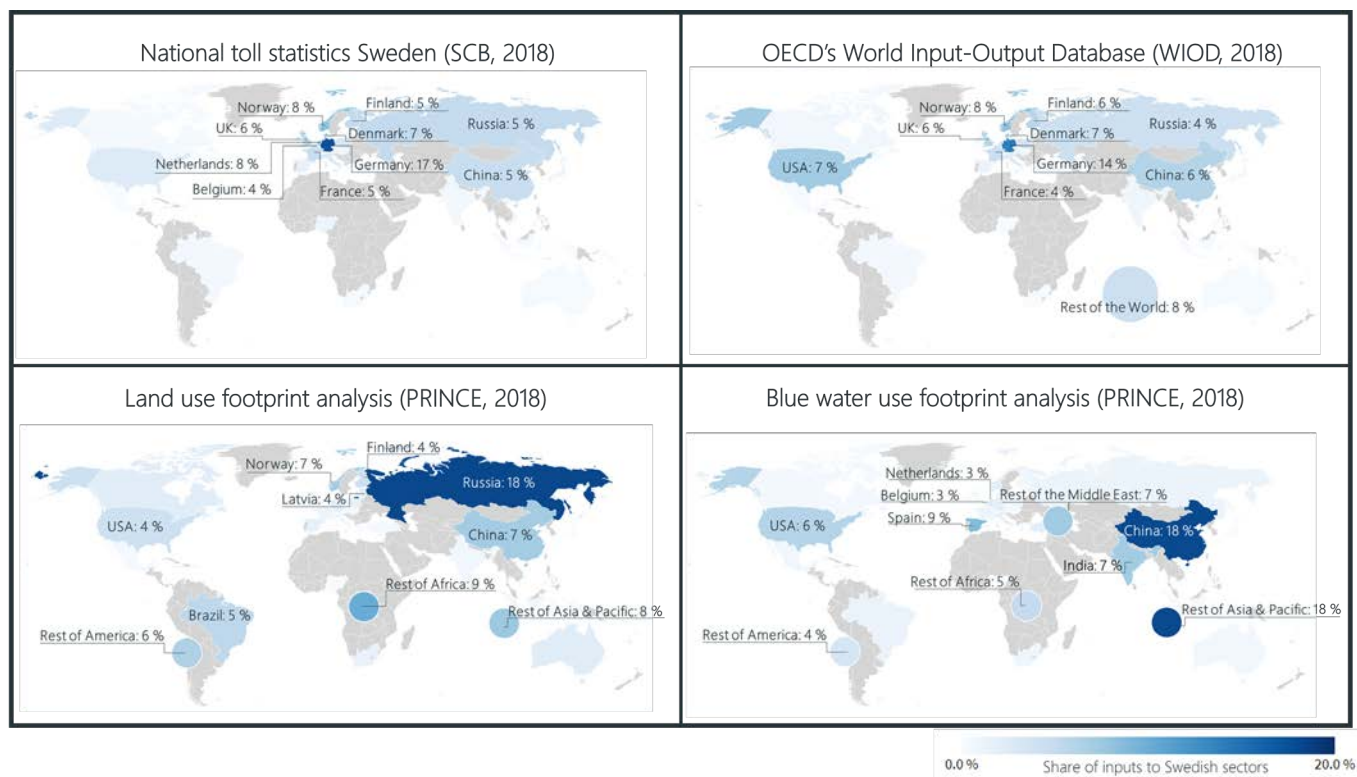 National toll statistics Sweden (SCB, 2018)
Norway: 8 %
Finland: 5 %
UK: 6 %
Denmark: 7 %
Russia: 5 %
Netherlands: 8 %
Germany: 17 %
China: 5 %
Belgium: 4 %
France: 5 %
OECD's World Input-Output Database (WIOD, 2018)
Norway: 8 %
Finland: 6 %
UK: 6 %
Denmark: 7 %
Russia: 4 %
USA: 7 %
Germany: 14 %
China: 6 %
France: 4 %
Rest of the World: 8 %
Land use footprint analysis (PRINCE, 2018)
Finland: 4 %
Norway: 7 %
Russia: 18 %
Latvia: 4 %
USA: 4 %
China: 7 %
Rest of Africa: 9 %
Brazil: 5 %
Rest of Asia & Pacific: 8 %
Rest of America: 6 %
Blue water use footprint analysis (PRINCE, 2018)
Netherlands: 3 %
Belgium: 3 %
Rest of the Middle East: 7 %
Spain: 9 %
USA: 6 %
China: 18 %
India: 7 %
Rest of Africa: 5 %
Rest of Asia & Pacific: 18 %
Rest of America: 4 %
0.0 %
Share of inputs to Swedish sectors
20.0 %